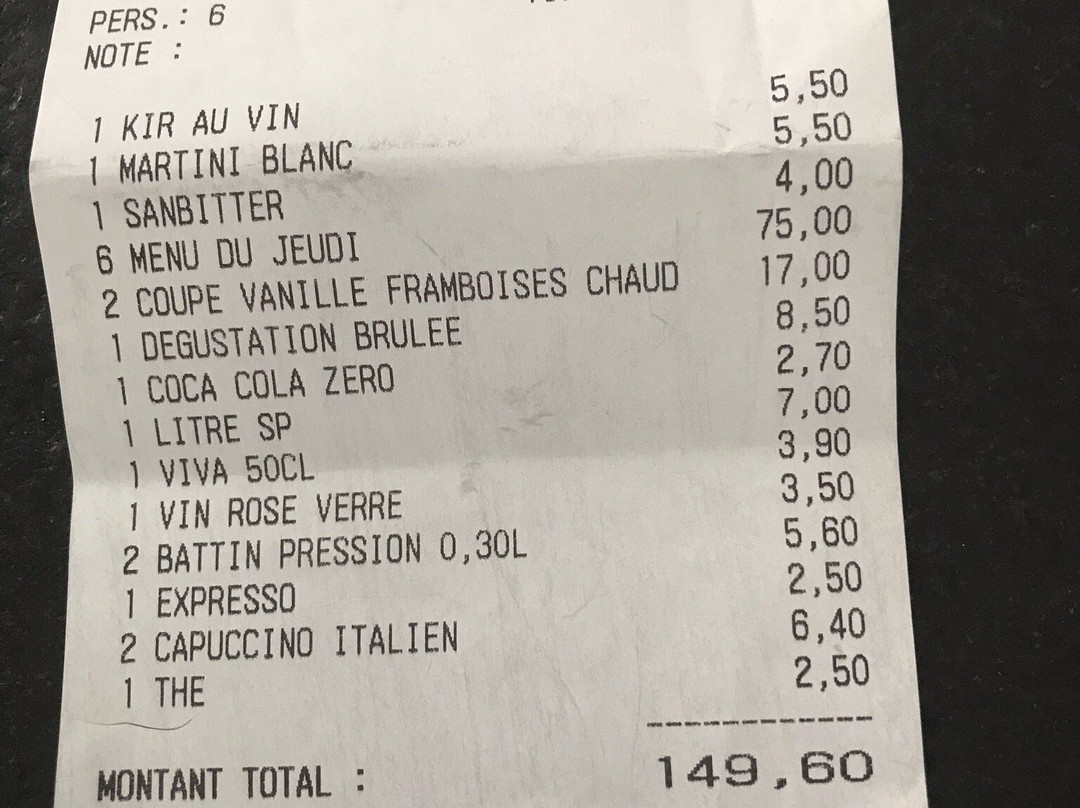 PERS.: 6
NOTE :
1 KIR AU VIN 5,50
1 MARTINI BLANC 5,50
1 SANBITTER 4,00
6 MENU DU JEUDI 75,00
2 COUPE VANILLE FRAMBOISES CHAUD 17,00
1 DEGUSTATION BRULEE 8,50
1 COCA COLA ZERO 2,70
1 LITRE SP 7,00
1 VIVA 50CL 3,90
1 VIN ROSE VERRE 3,50
2 BATTIN PRESSION 0,30L 5,60
1 EXPRESSO 2,50
2 CAPUCCINO ITALIEN 6,40
1 THE 2,50
------------
MONTANT TOTAL : 149,60